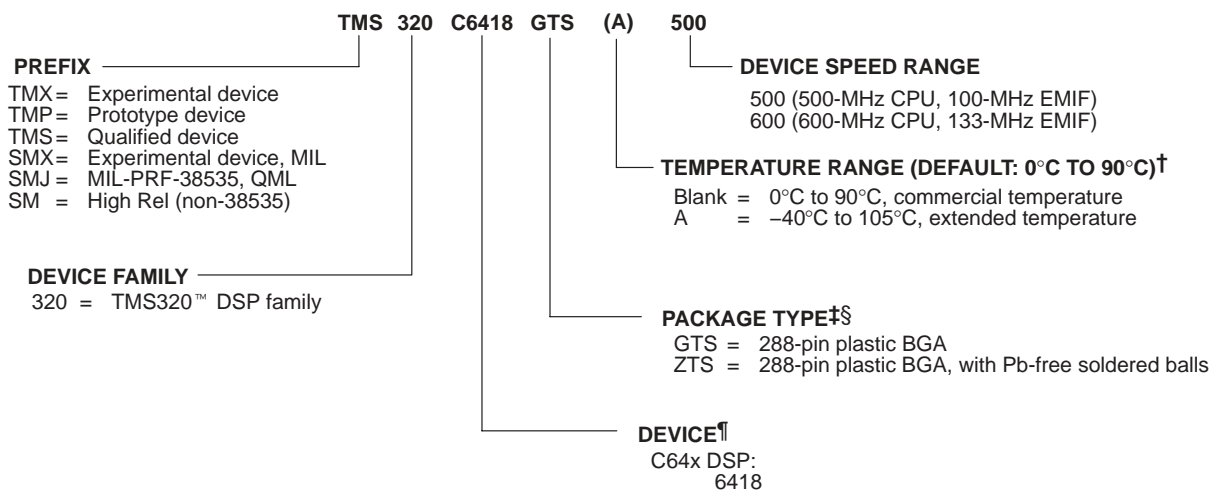 TMS 320 C6418 GTS (A) 500
PREFIX
TMX = Experimental device
TMP = Prototype device
TMS = Qualified device
SMX = Experimental device, MIL
SMJ = MIL-PRF-38535, QML
SM = High Rel (non-38535)
DEVICE SPEED RANGE
500 (500-MHz CPU, 100-MHz EMIF)
600 (600-MHz CPU, 133-MHz EMIF)
TEMPERATURE RANGE (DEFAULT: 0°C TO 90°C)†
Blank = 0°C to 90°C, commercial temperature
A = −40°C to 105°C, extended temperature
DEVICE FAMILY
320 = TMS320™ DSP family
PACKAGE TYPE‡§
GTS = 288-pin plastic BGA
ZTS = 288-pin plastic BGA, with Pb-free soldered balls
DEVICE¶
C64x DSP:
6418